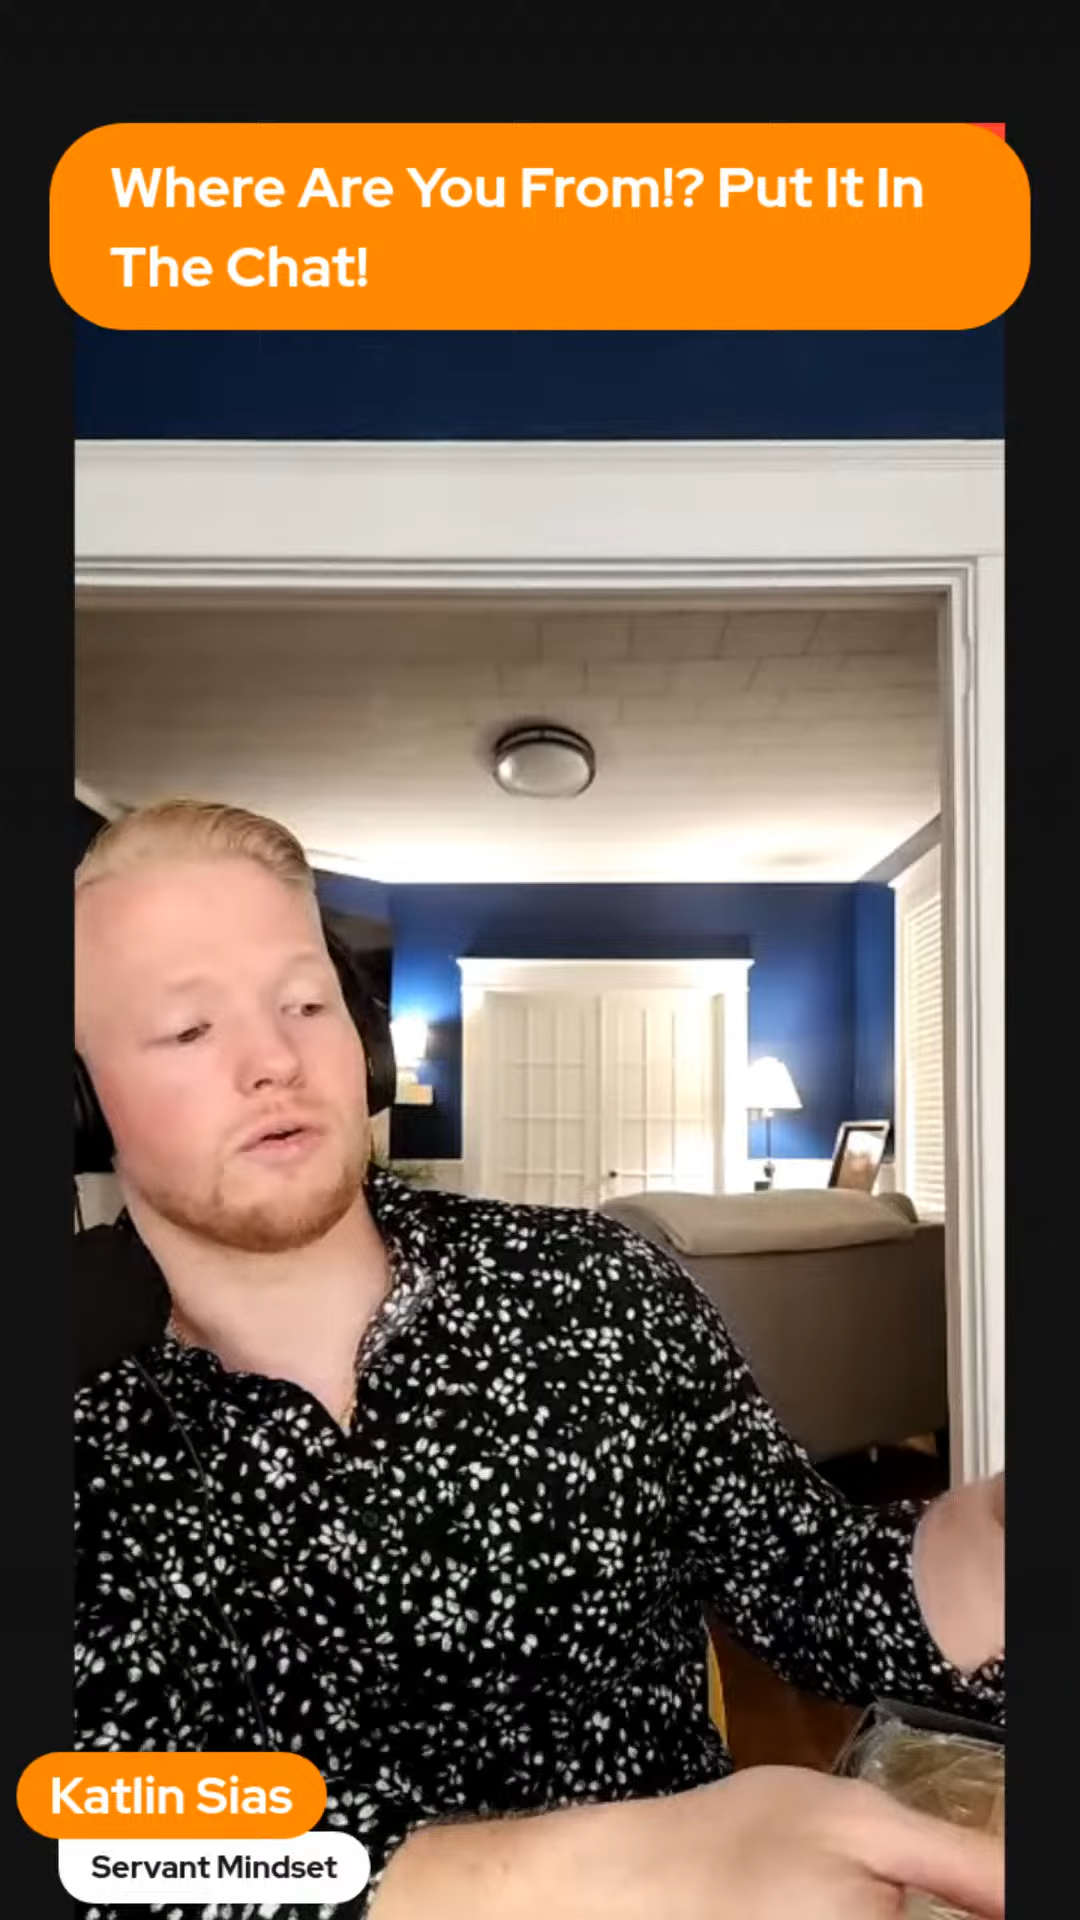 Where Are You From!? Put It In
The Chat!
Katlin Sias
Servant Mindset